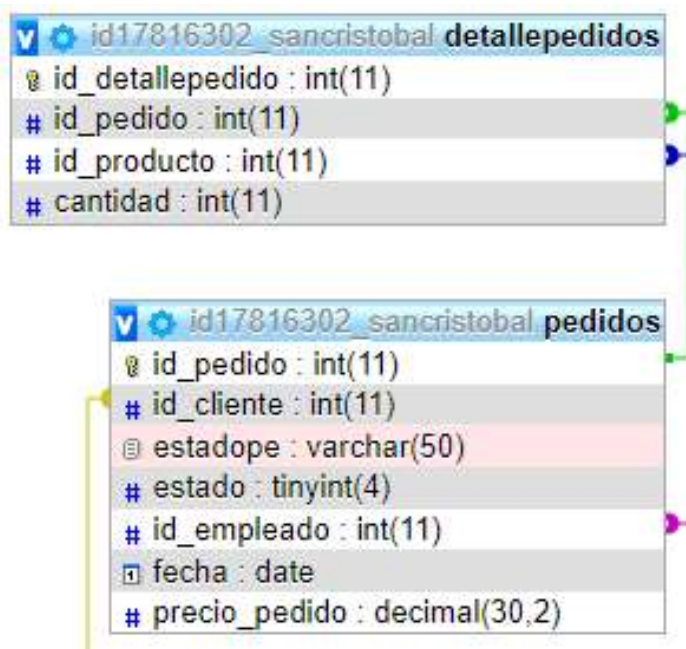 id17816302_sancristobal detallepedidos
id_detallepedido : int(11)
# id_pedido : int(11)
# id_producto : int(11)
# cantidad : int(11)
id17816302_sancristobal pedidos
id_pedido : int(11)
# id_cliente : int(11)
estadope : varchar(50)
# estado : tinyint(4)
# id_empleado : int(11)
fecha : date
# precio_pedido : decimal(30,2)